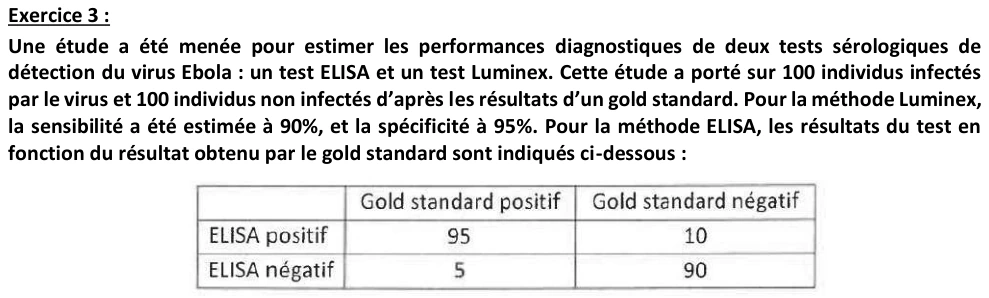 Exercice 3 :
Une étude a été menée pour estimer les performances diagnostiques de deux tests sérologiques de
détection du virus Ebola : un test ELISA et un test Luminex. Cette étude a porté sur 100 individus infectés
par le virus et 100 individus non infectés d’après les résultats d’un gold standard. Pour la méthode Luminex,
la sensibilité a été estimée à 90%, et la spécificité à 95%. Pour la méthode ELISA, les résultats du test en
fonction du résultat obtenu par le gold standard sont indiqués ci-dessous :
Gold standard positif Gold standard négatif
ELISA positif 95 10
ELISA négatif 5 90